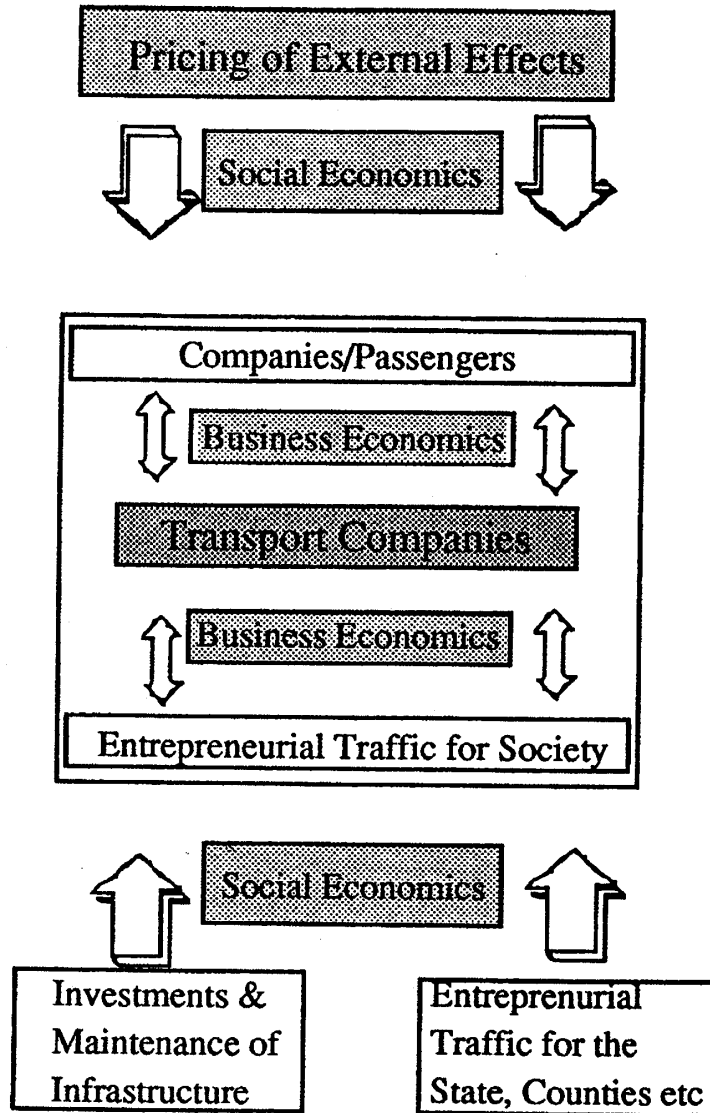 Pricing of External Effects
Social Economics
Companies/Passengers
Business Economics
Transport Companies
Business Economics
Entrepreneurial Traffic for Society
Social Economics
Investments &
Maintenance of
Infrastructure
Entreprenurial
Traffic for the
State, Counties etc